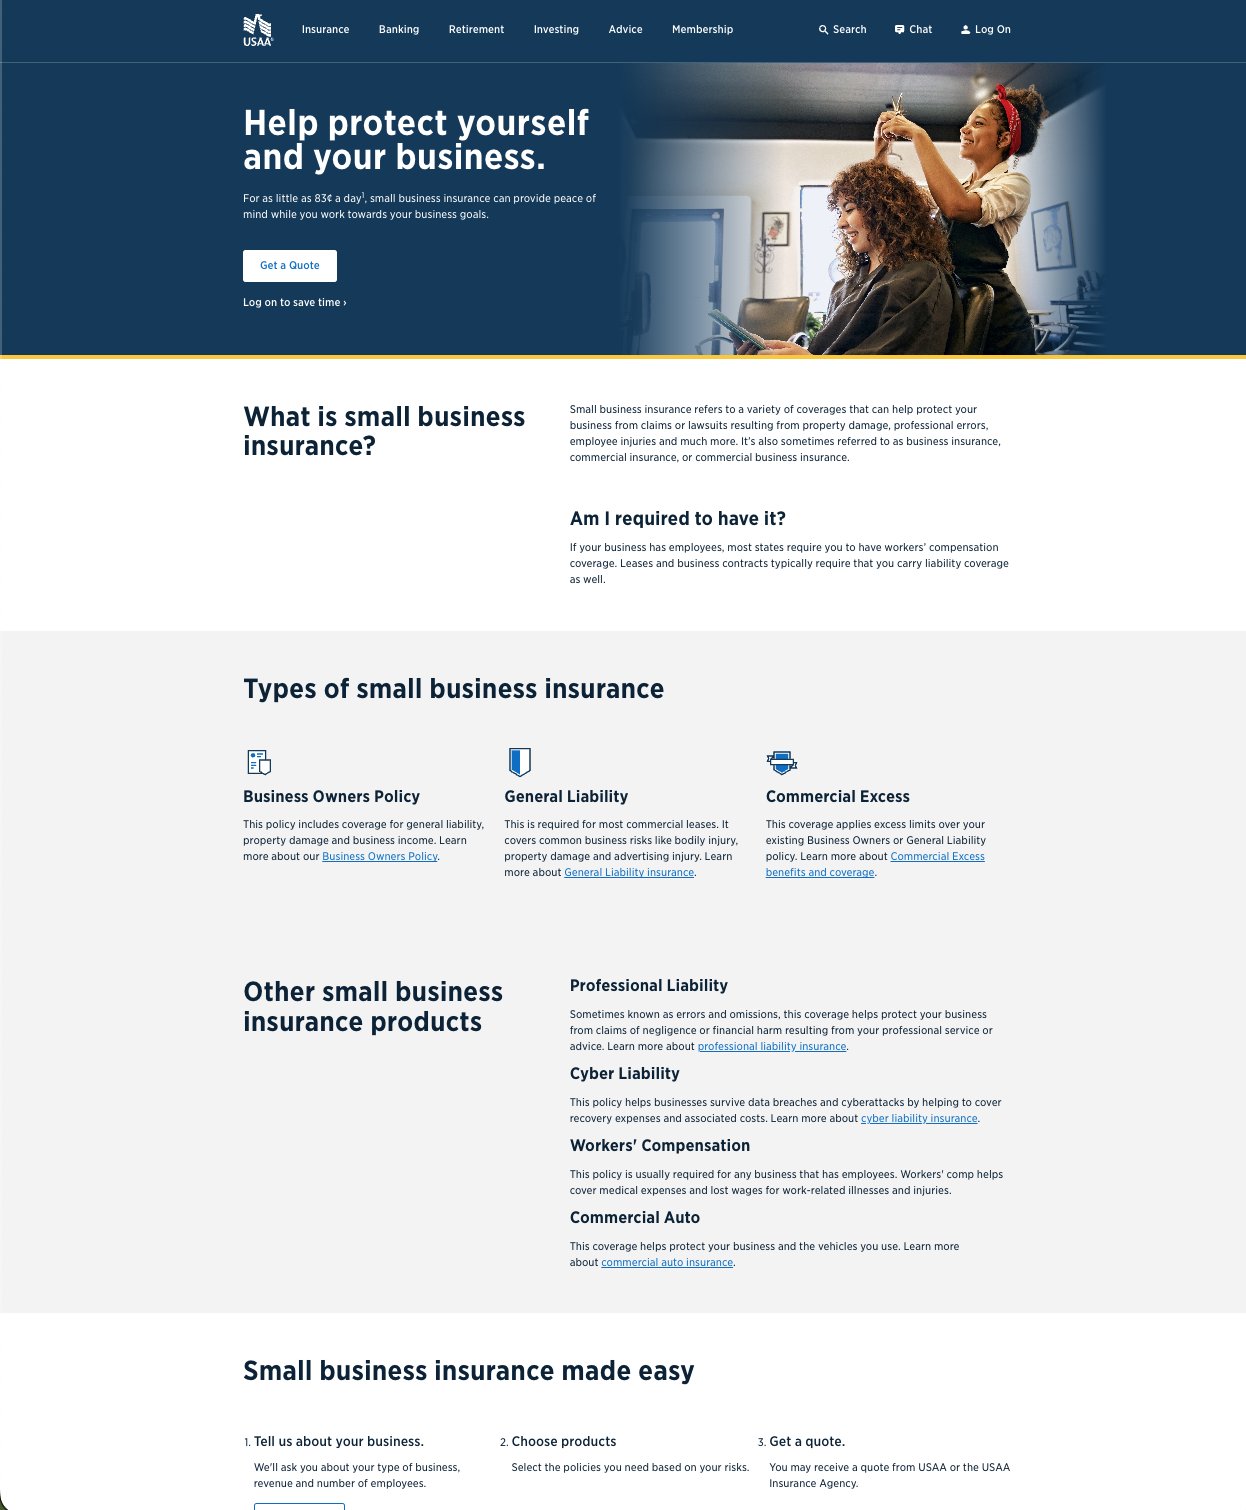 USAA®
Insurance
Banking
Retirement
Investing
Advice
Membership
Search
Chat
Log On
Help protect yourself
and your business.
For as little as 83¢ a day1, small business insurance can provide peace of
mind while you work towards your business goals.
Get a Quote
Log on to save time ›
What is small business
insurance?
Small business insurance refers to a variety of coverages that can help protect your
business from claims or lawsuits resulting from property damage, professional errors,
employee injuries and much more. It's also sometimes referred to as business insurance,
commercial insurance, or commercial business insurance.
Am I required to have it?
If your business has employees, most states require you to have workers' compensation
coverage. Leases and business contracts typically require that you carry liability coverage
as well.
Types of small business insurance
Business Owners Policy
This policy includes coverage for general liability,
property damage and business income. Learn
more about our Business Owners Policy.
General Liability
This is required for most commercial leases. It
covers common business risks like bodily injury,
property damage and advertising injury. Learn
more about General Liability insurance.
Commercial Excess
This coverage applies excess limits over your
existing Business Owners or General Liability
policy. Learn more about Commercial Excess
benefits and coverage.
Other small business
insurance products
Professional Liability
Sometimes known as errors and omissions, this coverage helps protect your business
from claims of negligence or financial harm resulting from your professional service or
advice. Learn more about professional liability insurance.
Cyber Liability
This policy helps businesses survive data breaches and cyberattacks by helping to cover
recovery expenses and associated costs. Learn more about cyber liability insurance.
Workers' Compensation
This policy is usually required for any business that has employees. Workers' comp helps
cover medical expenses and lost wages for work-related illnesses and injuries.
Commercial Auto
This coverage helps protect your business and the vehicles you use. Learn more
about commercial auto insurance.
Small business insurance made easy
1. Tell us about your business.
We'll ask you about your type of business,
revenue and number of employees.
2. Choose products
Select the policies you need based on your risks.
3. Get a quote.
You may receive a quote from USAA or the USAA
Insurance Agency.